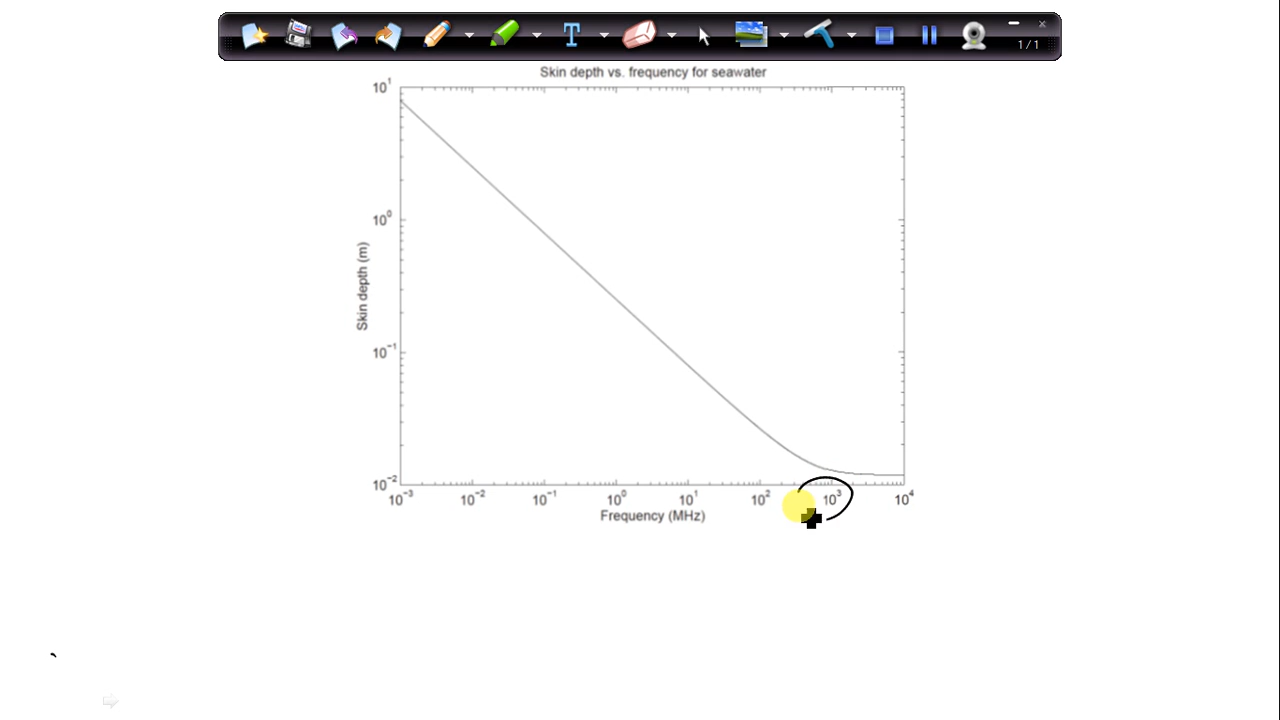 T
1/1
Skin depth vs. frequency for seawater
10^1
10^0
10^-1
10^-2
Skin depth (m)
10^-3 10^-2 10^-1 10^0 10^1 10^2 10^3 10^4
Frequency (MHz)